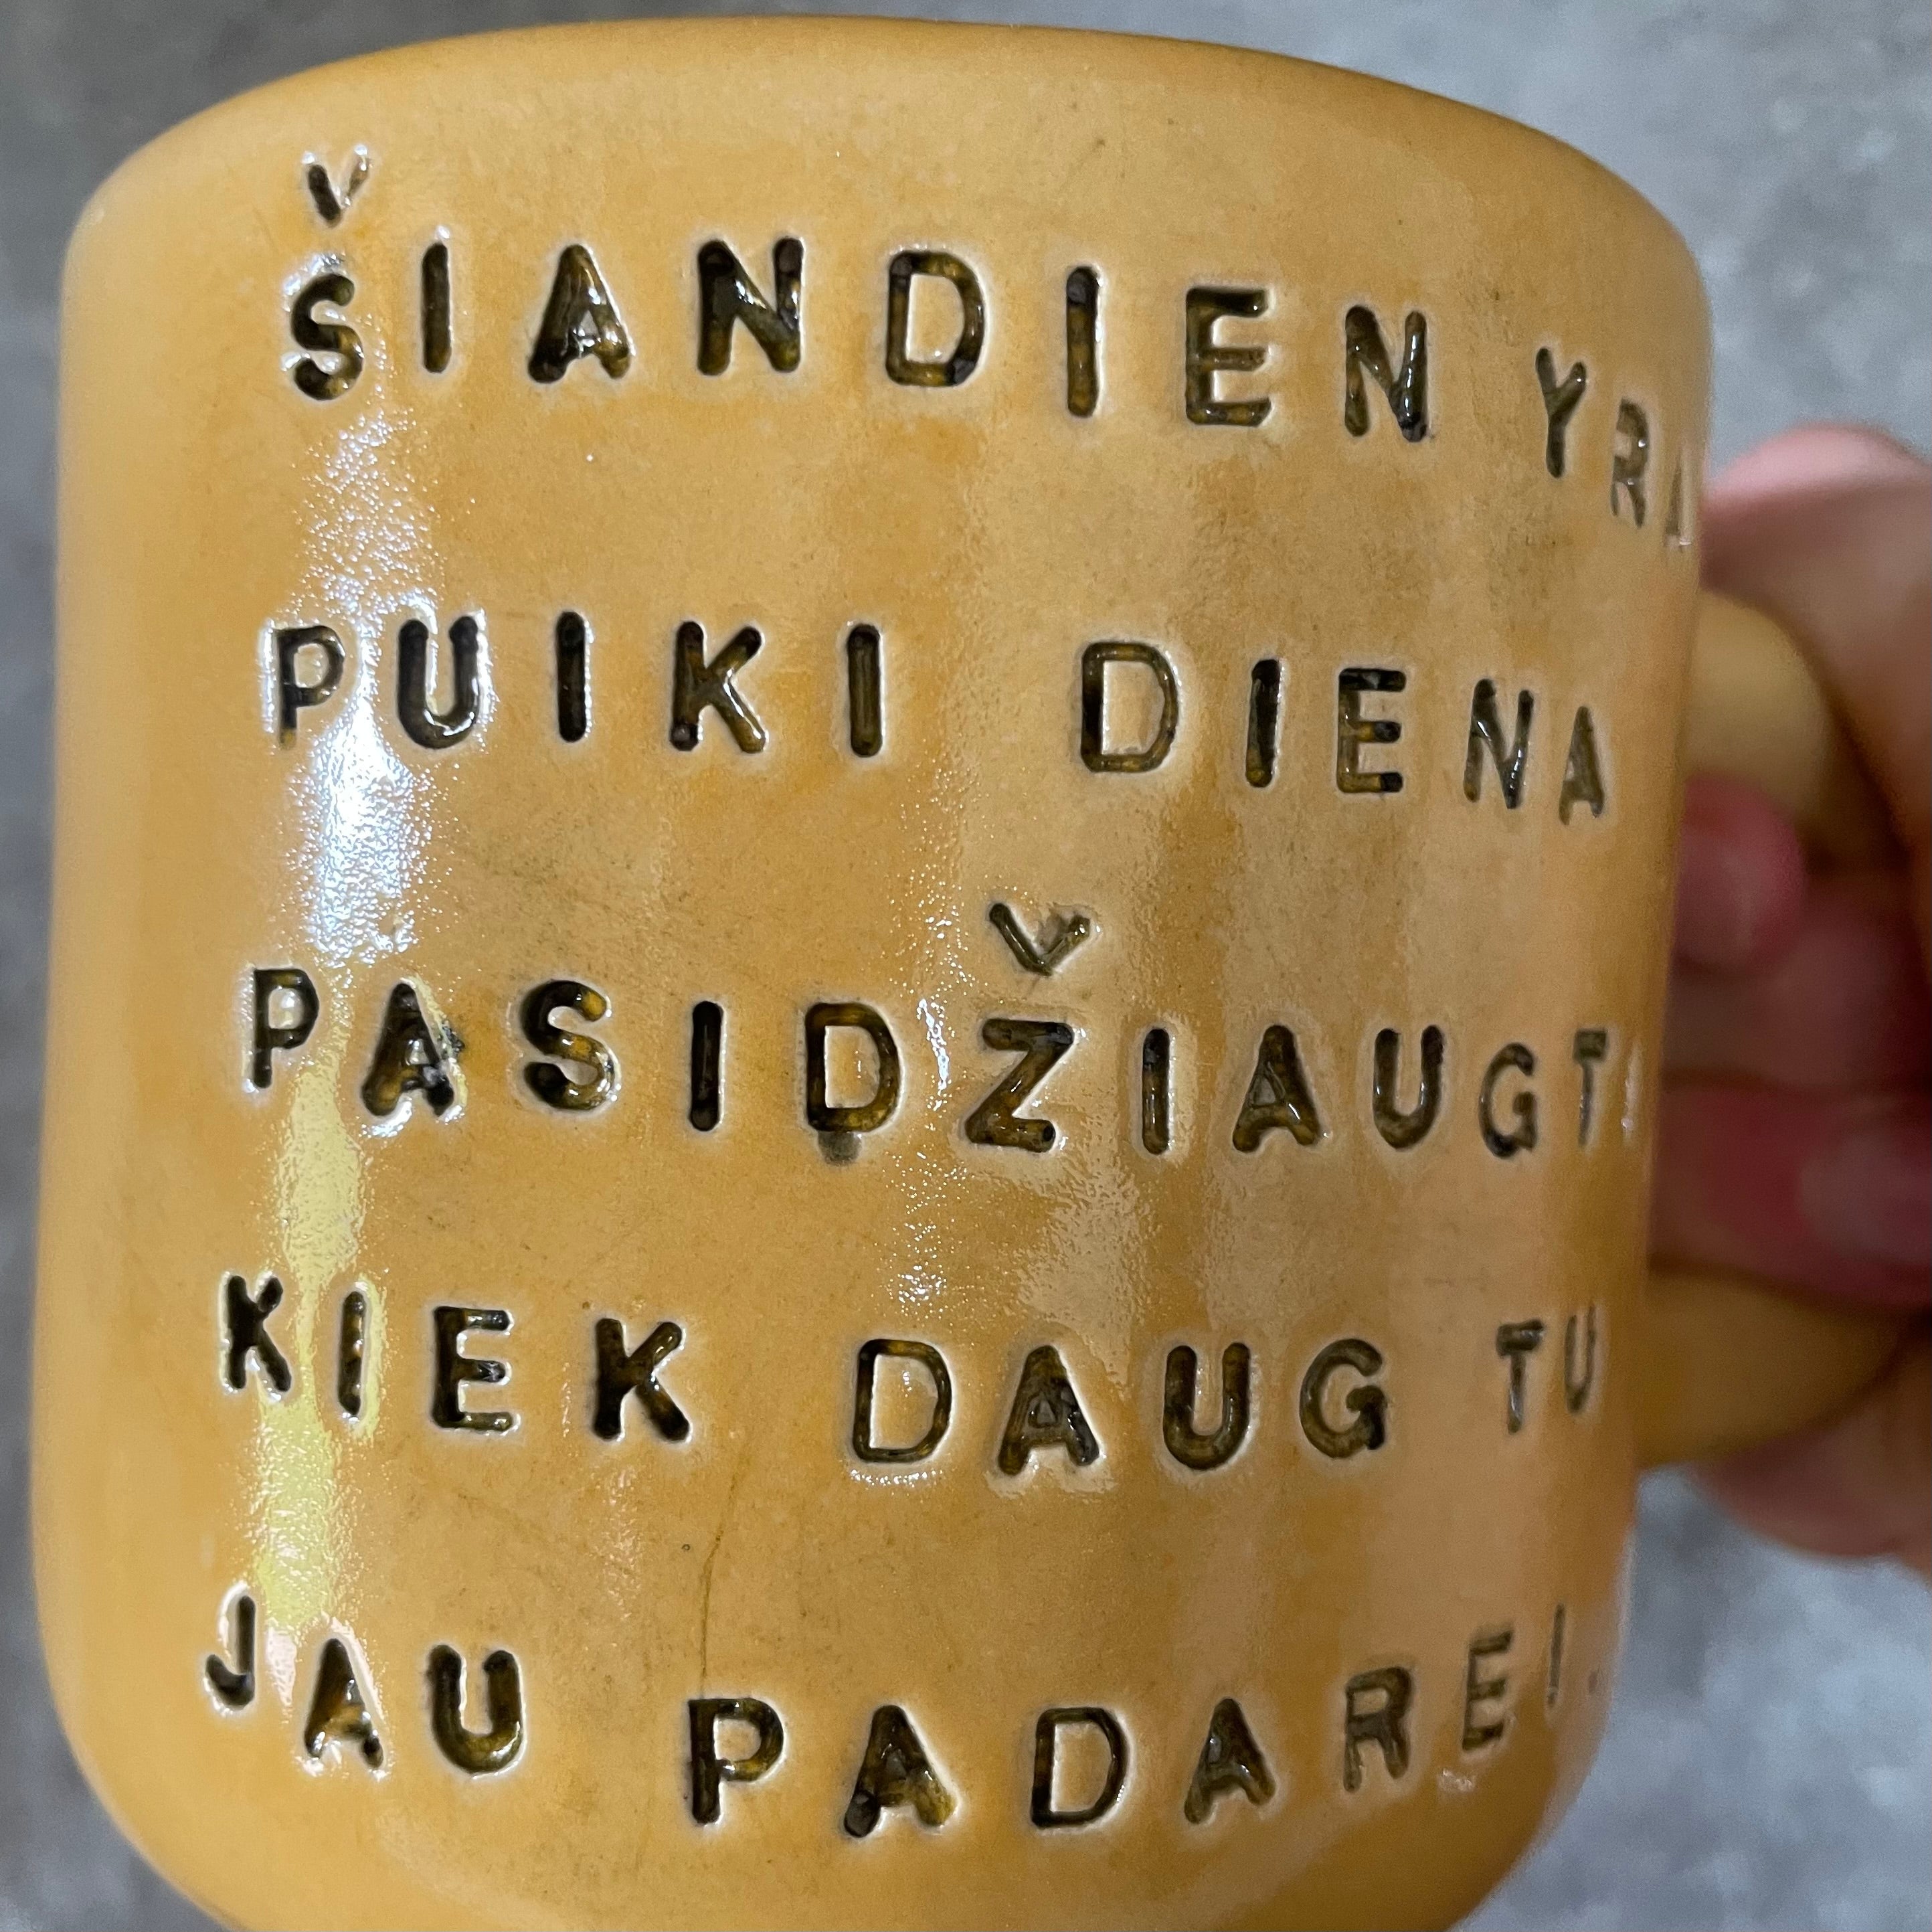 ŠIANDIEN YRA
PUIKI DIENA
PASIDŽIAUGTI
KIEK DAUG TU
JAU PADAREI.